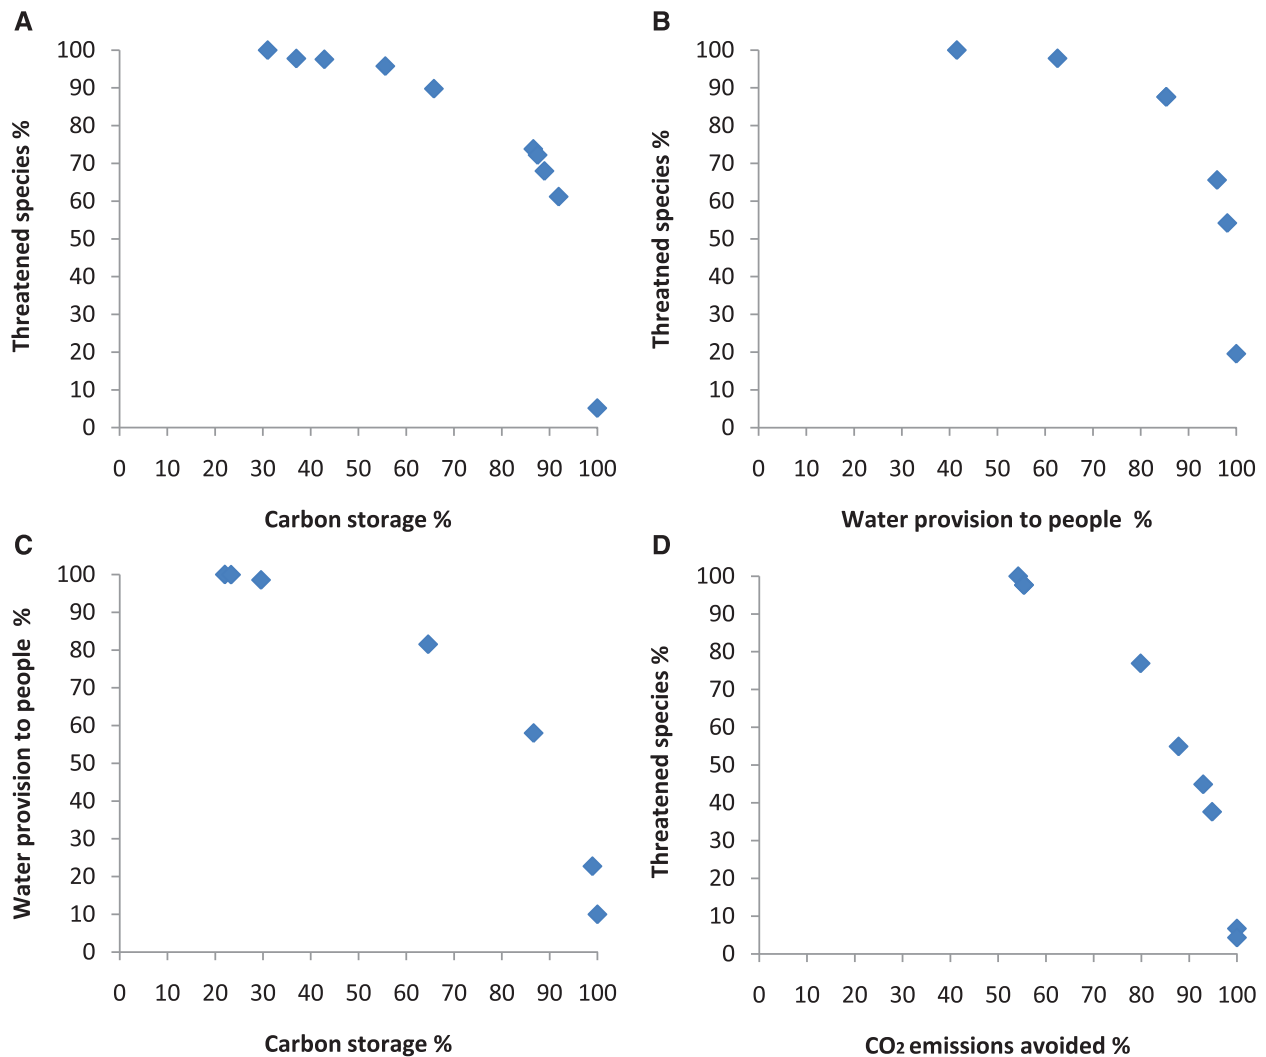 A
Threatened species %
100
90
80
70
60
50
40
30
20
10
0
0 10 20 30 40 50 60 70 80 90 100
Carbon storage %
B
Threatned species %
100
90
80
70
60
50
40
30
20
10
0
0 10 20 30 40 50 60 70 80 90 100
Water provision to people %
C
Water provision to people %
100
90
80
70
60
50
40
30
20
10
0
0 10 20 30 40 50 60 70 80 90 100
Carbon storage %
D
Threatened species %
100
90
80
70
60
50
40
30
20
10
0
0 10 20 30 40 50 60 70 80 90 100
CO2 emissions avoided %